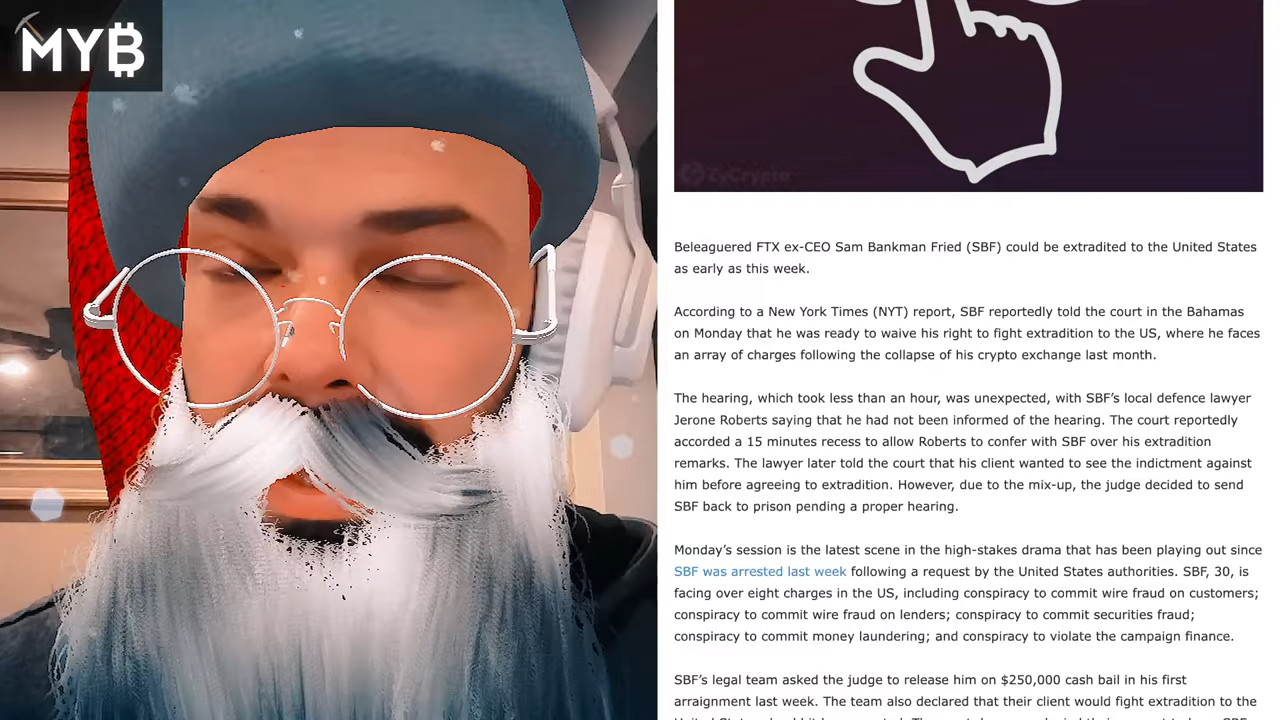 MYB
ZyCrypto
Beleaguered FTX ex-CEO Sam Bankman Fried (SBF) could be extradited to the United States
as early as this week.
According to a New York Times (NYT) report, SBF reportedly told the court in the Bahamas
on Monday that he was ready to waive his right to fight extradition to the US, where he faces
an array of charges following the collapse of his crypto exchange last month.
The hearing, which took less than an hour, was unexpected, with SBF’s local defence lawyer
Jerone Roberts saying that he had not been informed of the hearing. The court reportedly
accorded a 15 minutes recess to allow Roberts to confer with SBF over his extradition
remarks. The lawyer later told the court that his client wanted to see the indictment against
him before agreeing to extradition. However, due to the mix-up, the judge decided to send
SBF back to prison pending a proper hearing.
Monday’s session is the latest scene in the high-stakes drama that has been playing out since
SBF was arrested last week following a request by the United States authorities. SBF, 30, is
facing over eight charges in the US, including conspiracy to commit wire fraud on customers;
conspiracy to commit wire fraud on lenders; conspiracy to commit securities fraud;
conspiracy to commit money laundering; and conspiracy to violate the campaign finance.
SBF’s legal team asked the judge to release him on $250,000 cash bail in his first
arraignment last week. The team also declared that their client would fight extradition to the